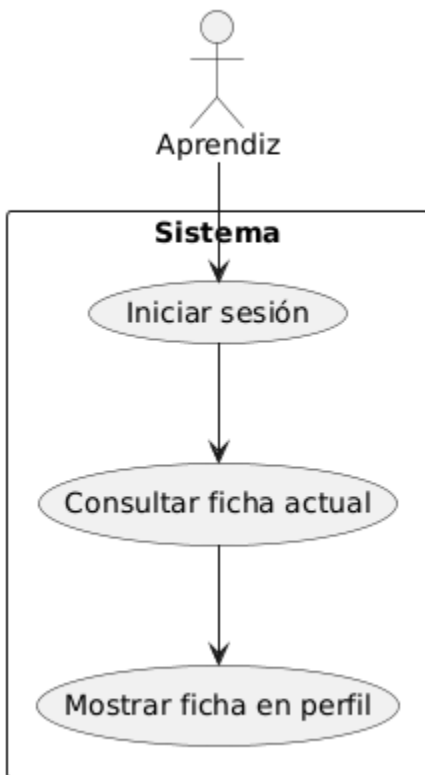 Aprendiz
Sistema
Iniciar sesión
Consultar ficha actual
Mostrar ficha en perfil